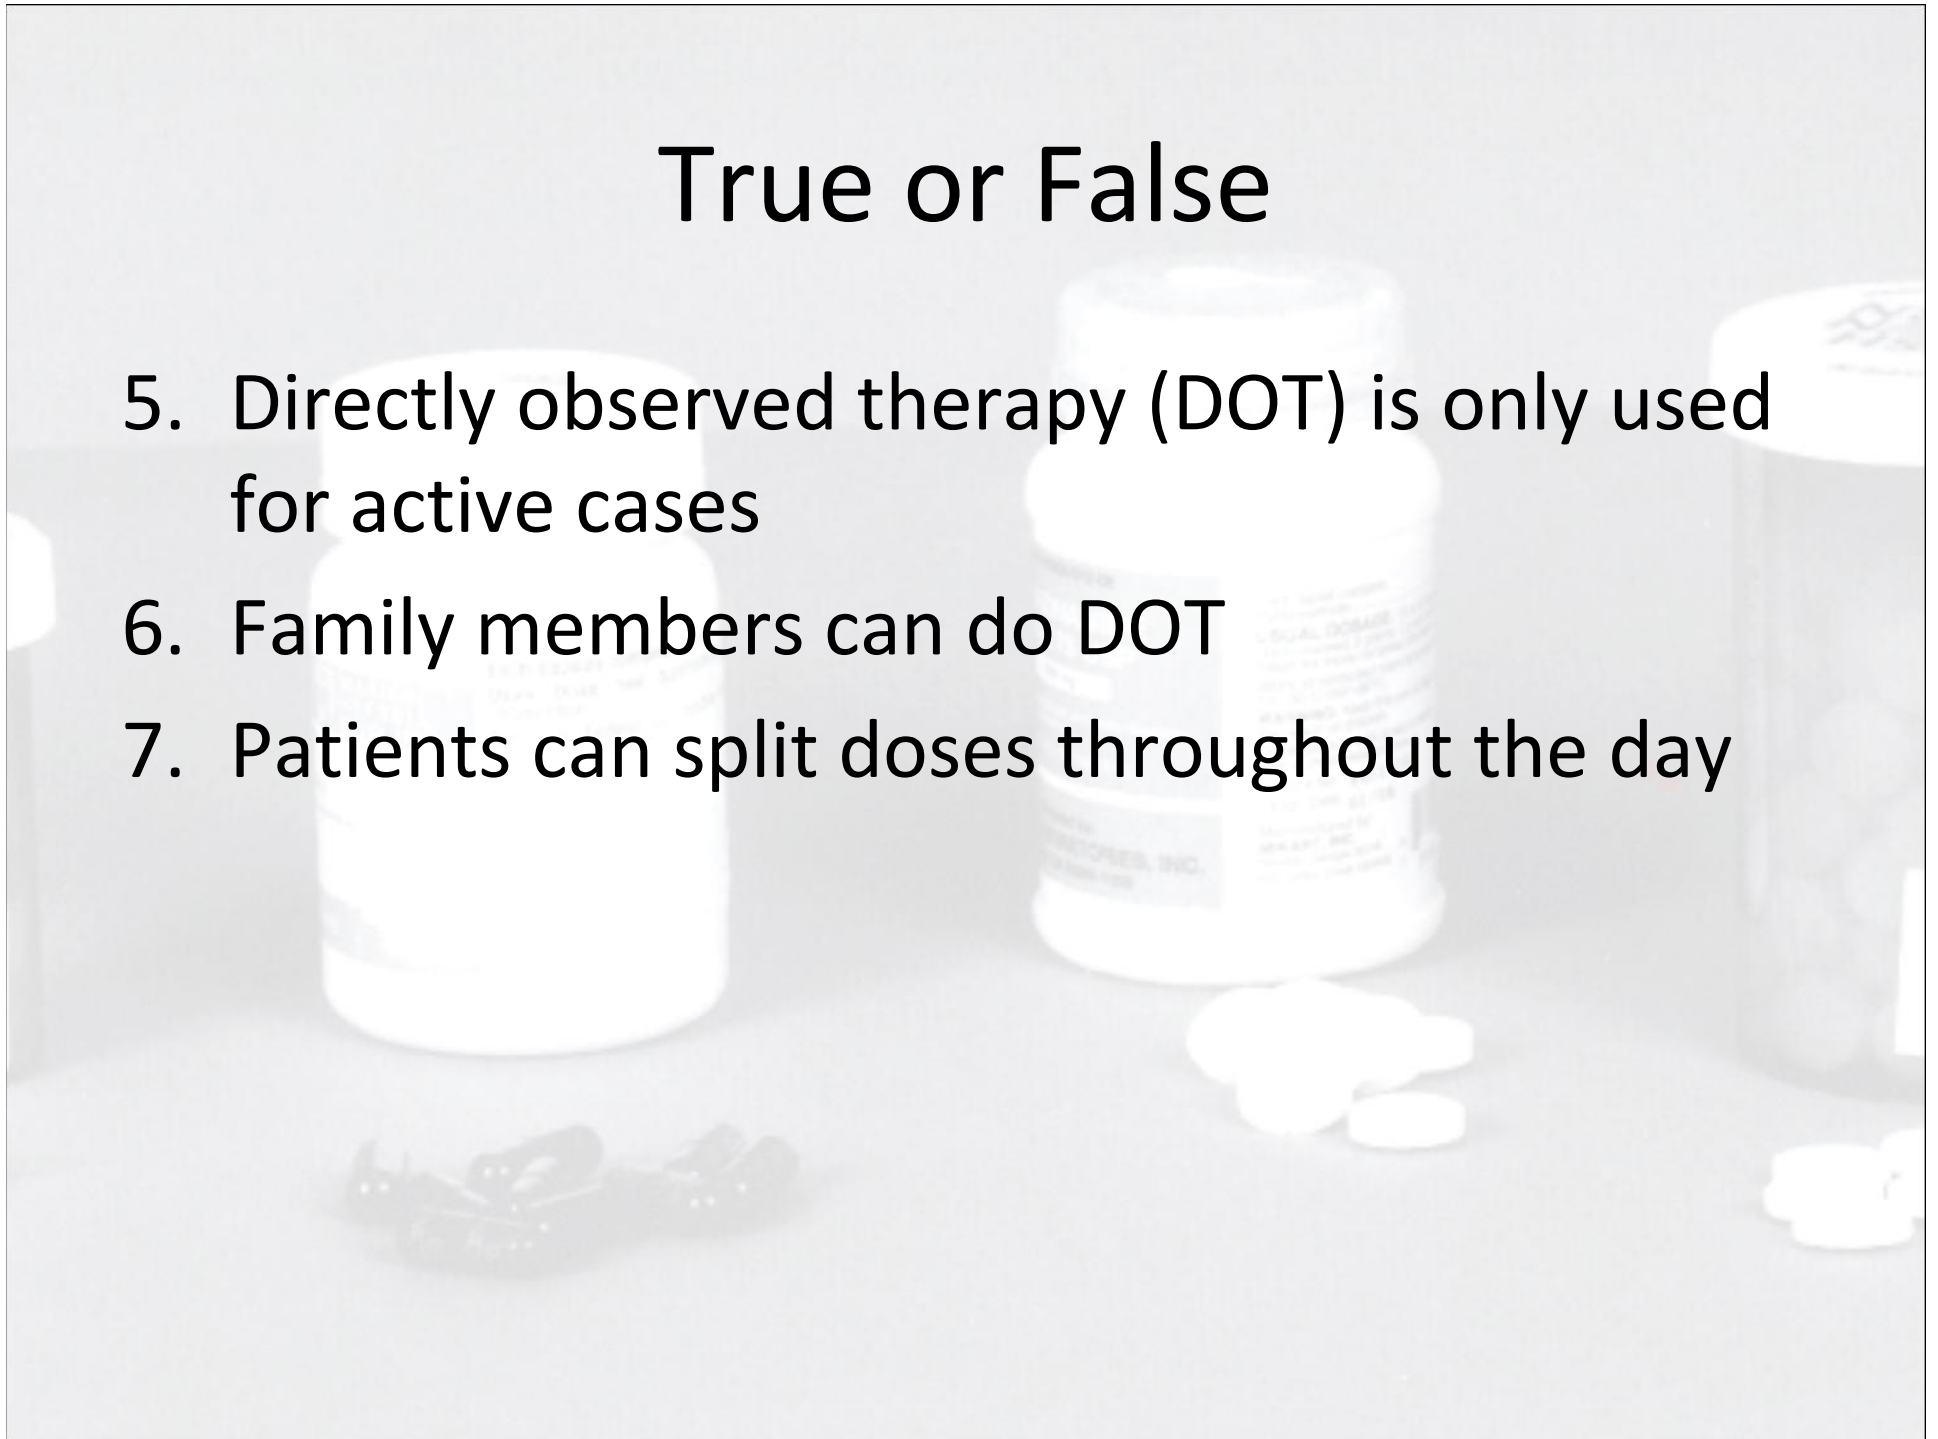 True or False
5. Directly observed therapy (DOT) is only used
for active cases
6. Family members can do DOT
7. Patients can split doses throughout the day